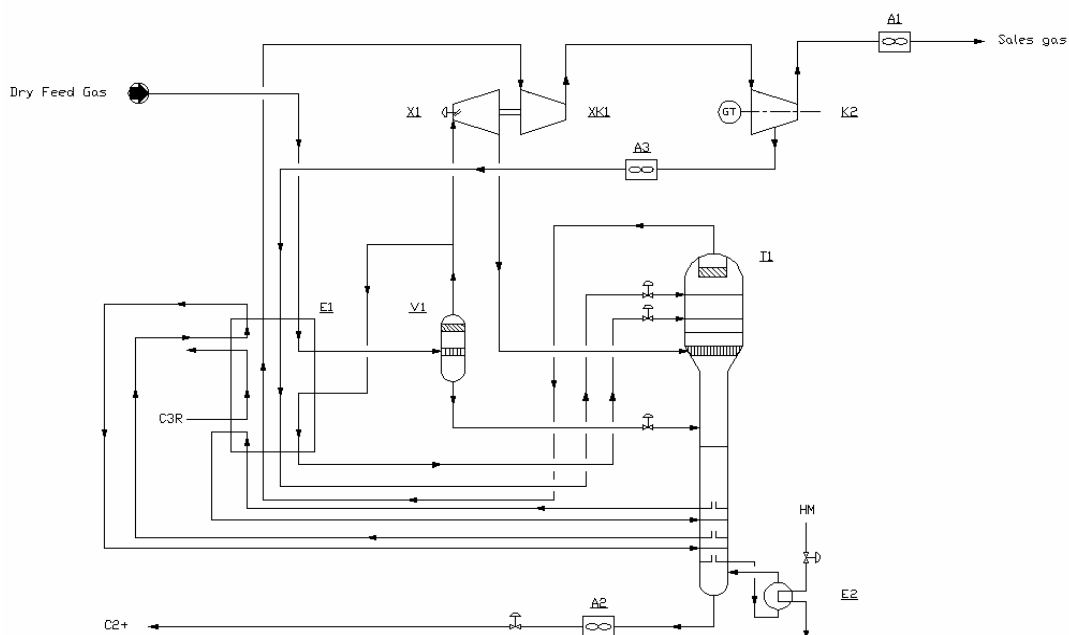 A1
Sales gas
Dry Feed Gas
X1
XK1
GT
K2
A3
T1
E1
V1
C3R
HM
E2
A2
C2+